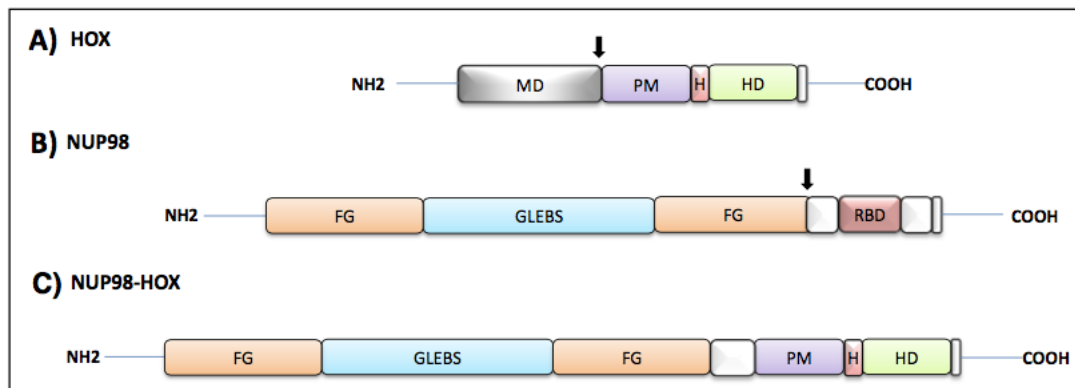 A) HOX
NH2 MD PM H HD COOH
B) NUP98
NH2 FG GLEBS FG RBD COOH
C) NUP98-HOX
NH2 FG GLEBS FG PM H HD COOH